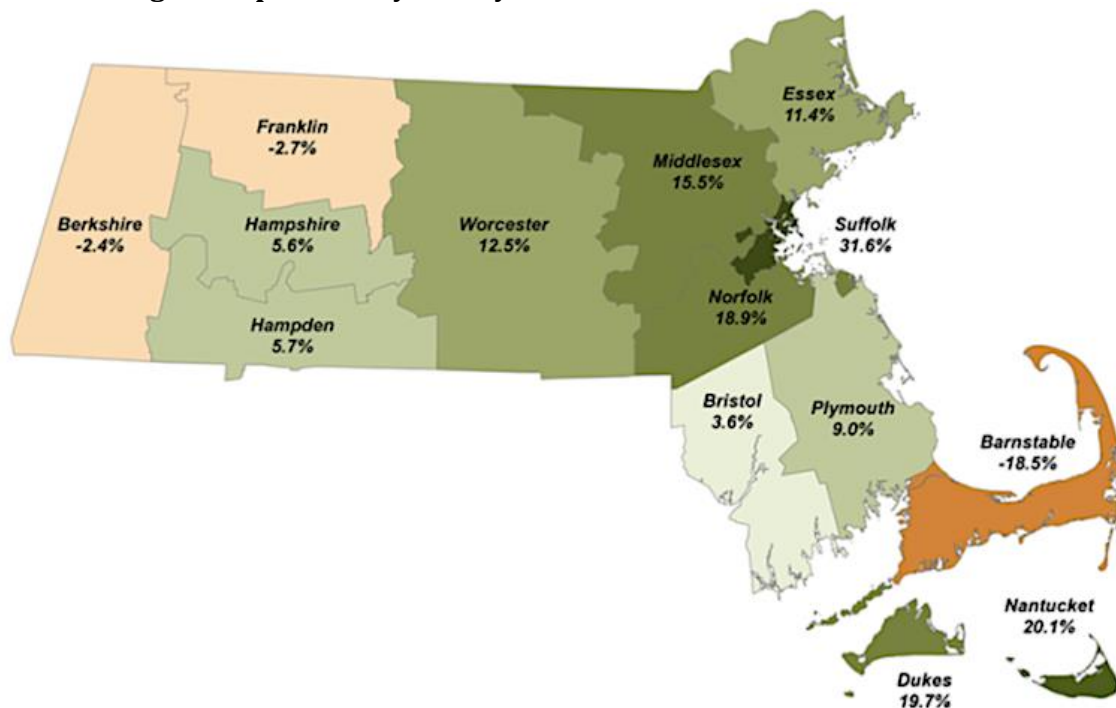 Essex
11.4%
Franklin
-2.7%
Middlesex
15.5%
Berkshire
-2.4%
Hampshire
5.6%
Worcester
12.5%
Suffolk
31.6%
Norfolk
18.9%
Hampden
5.7%
Bristol
3.6%
Plymouth
9.0%
Barnstable
-18.5%
Nantucket
20.1%
Dukes
19.7%